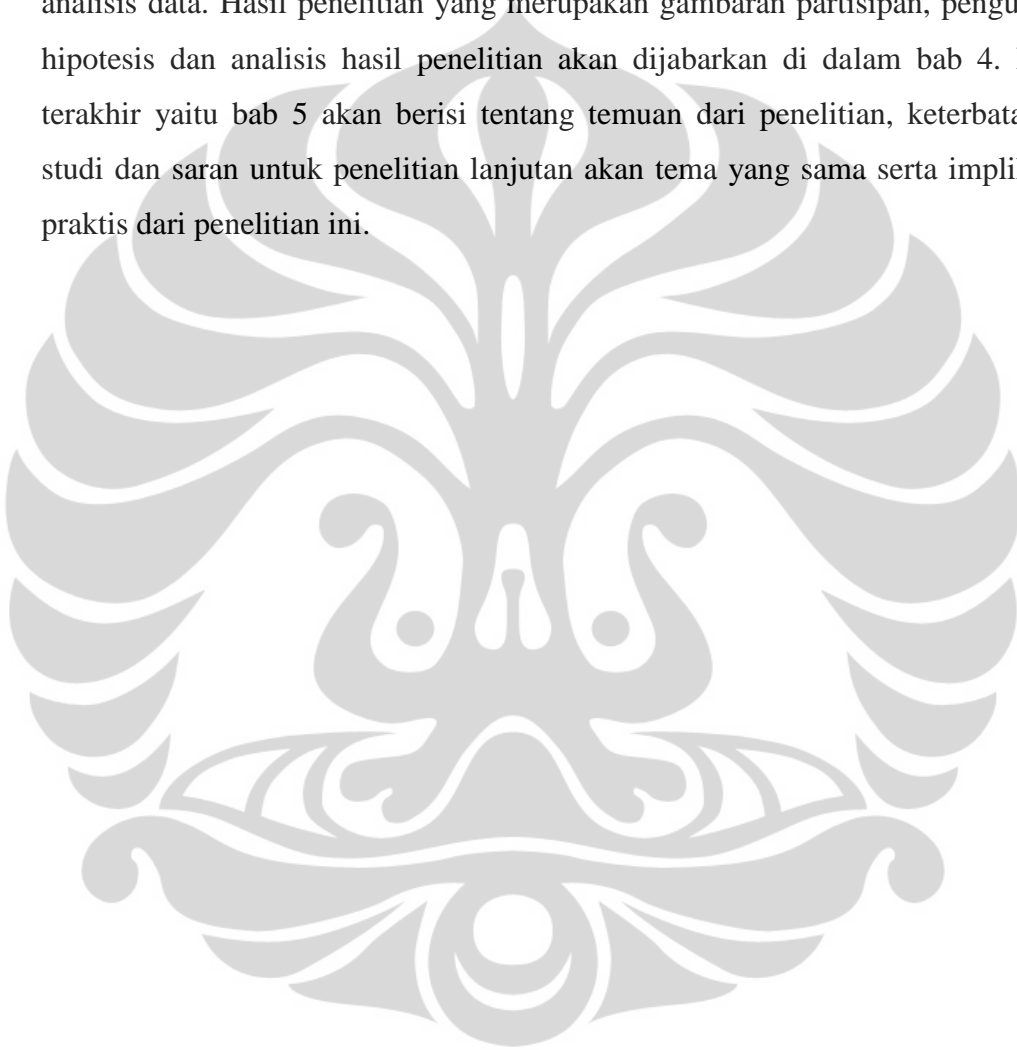 analisis data. Hasil penelitian yang merupakan gambaran partisipan,
hipotesis dan analisis hasil penelitian akan dijabarkan di dalam bab 4.
terakhir yaitu bab 5 akan berisi tentang temuan dari penelitian,
studi dan saran untuk penelitian lanjutan akan tema yang sama serta
praktis dari penelitian ini.